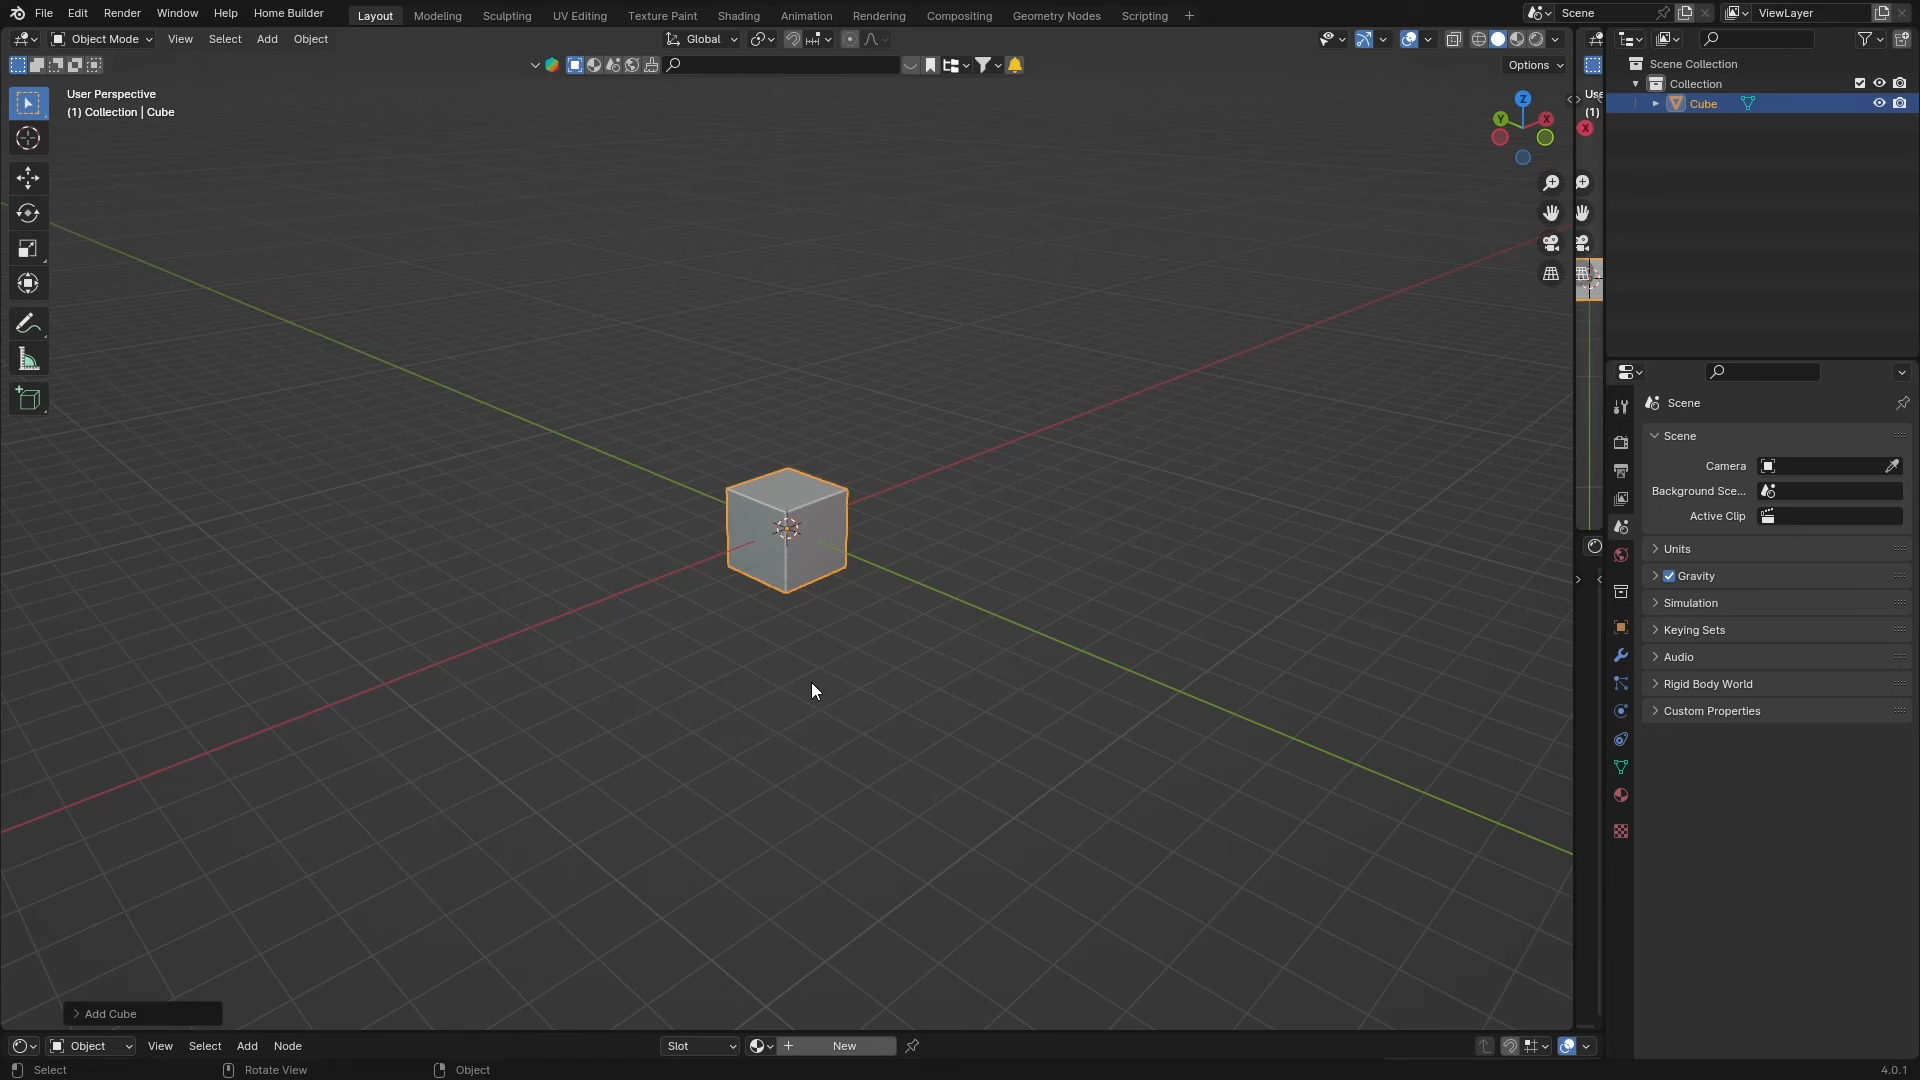 File Edit Render Window Help Home Builder Layout Modeling Sculpting UV Editing Texture Paint Shading Animation Rendering Compositing Geometry Nodes Scripting + Scene ViewLayer
Object Mode View Select Add Object Global
Options
User Perspective
(1) Collection | Cube
Z
Y
X
Use
(1)
X
Scene Collection
Collection
Cube
Scene
Scene
Camera
Background Sce...
Active Clip
Units
Gravity
Simulation
Keying Sets
Audio
Rigid Body World
Custom Properties
Add Cube
Object View Select Add Node Slot New
Select Rotate View Object 4.0.1